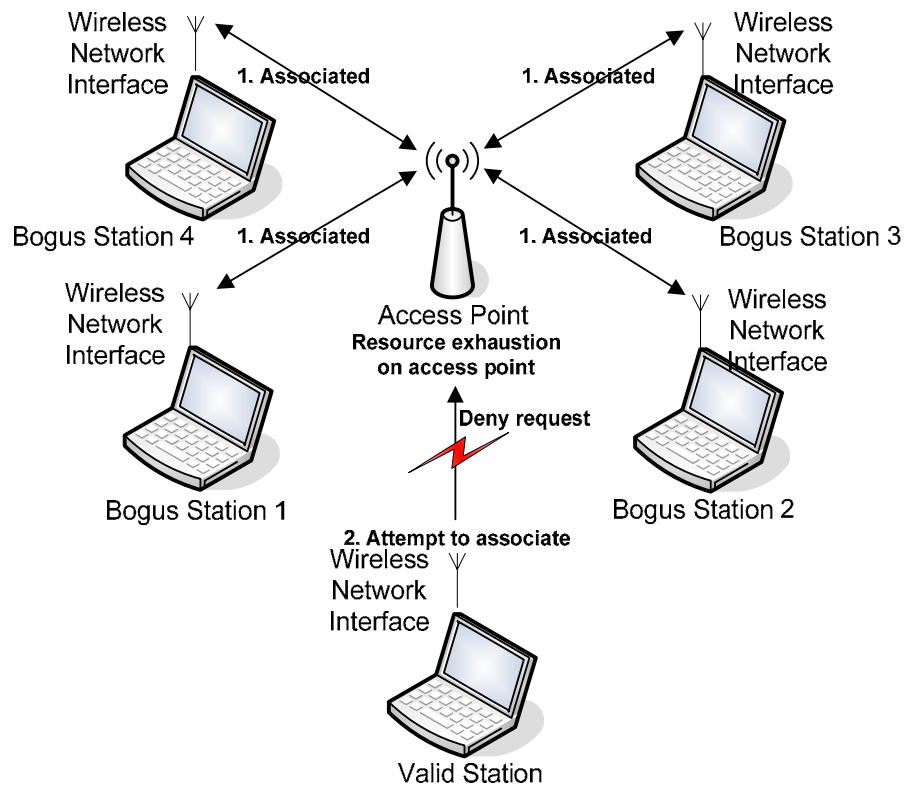 Wireless
Network
Interface
1. Associated
Bogus Station 4
Wireless
Network
Interface
1. Associated
Bogus Station 3
1. Associated
Wireless
Network
Interface
Bogus Station 1
1. Associated
Wireless
Network
Interface
Bogus Station 2
Access Point
Resource exhaustion
on access point
Deny request
2. Attempt to associate
Wireless
Network
Interface
Valid Station